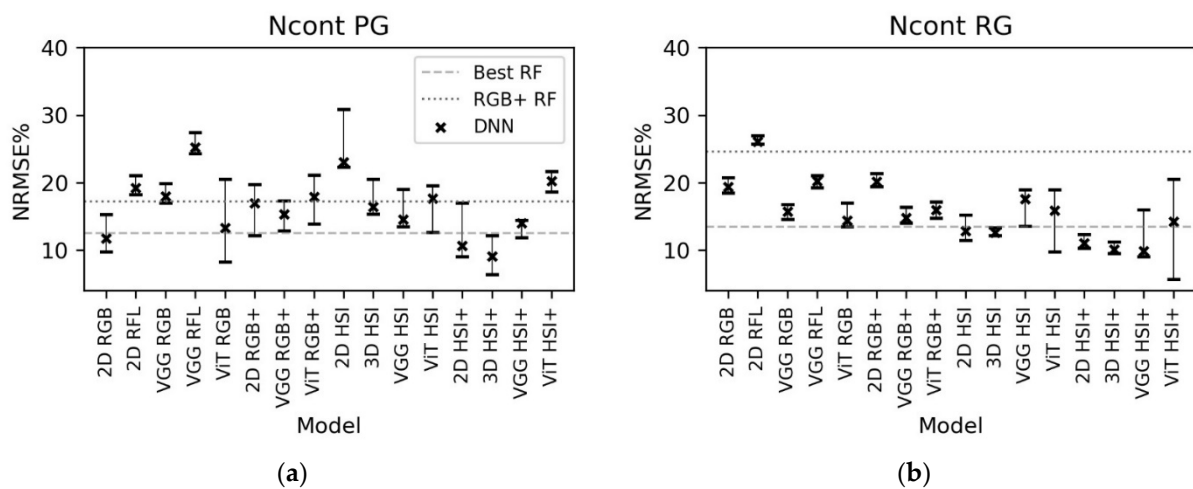 Ncont PG
40
30
20
10
NRMSE%
Best RF
RGB+ RF
DNN
2D RGB
2D RFL
VGG RGB
VGG RFL
ViT RGB
2D RGB+
VGG RGB+
ViT RGB+
2D HSI
3D HSI
VGG HSI
ViT HSI
2D HSI+
3D HSI+
VGG HSI+
ViT HSI+
Model
(a)
Ncont RG
40
30
20
10
NRMSE%
2D RGB
2D RFL
VGG RGB
VGG RFL
ViT RGB
2D RGB+
VGG RGB+
ViT RGB+
2D HSI
3D HSI
VGG HSI
ViT HSI
2D HSI+
3D HSI+
VGG HSI+
ViT HSI+
Model
(b)